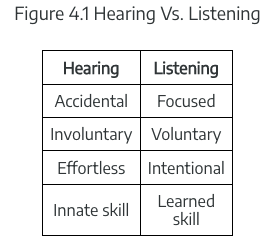 Figure 4.1 Hearing Vs. Listening
Hearing Listening
Accidental Focused
Involuntary Voluntary
Effortless Intentional
Innate skill Learned
skill